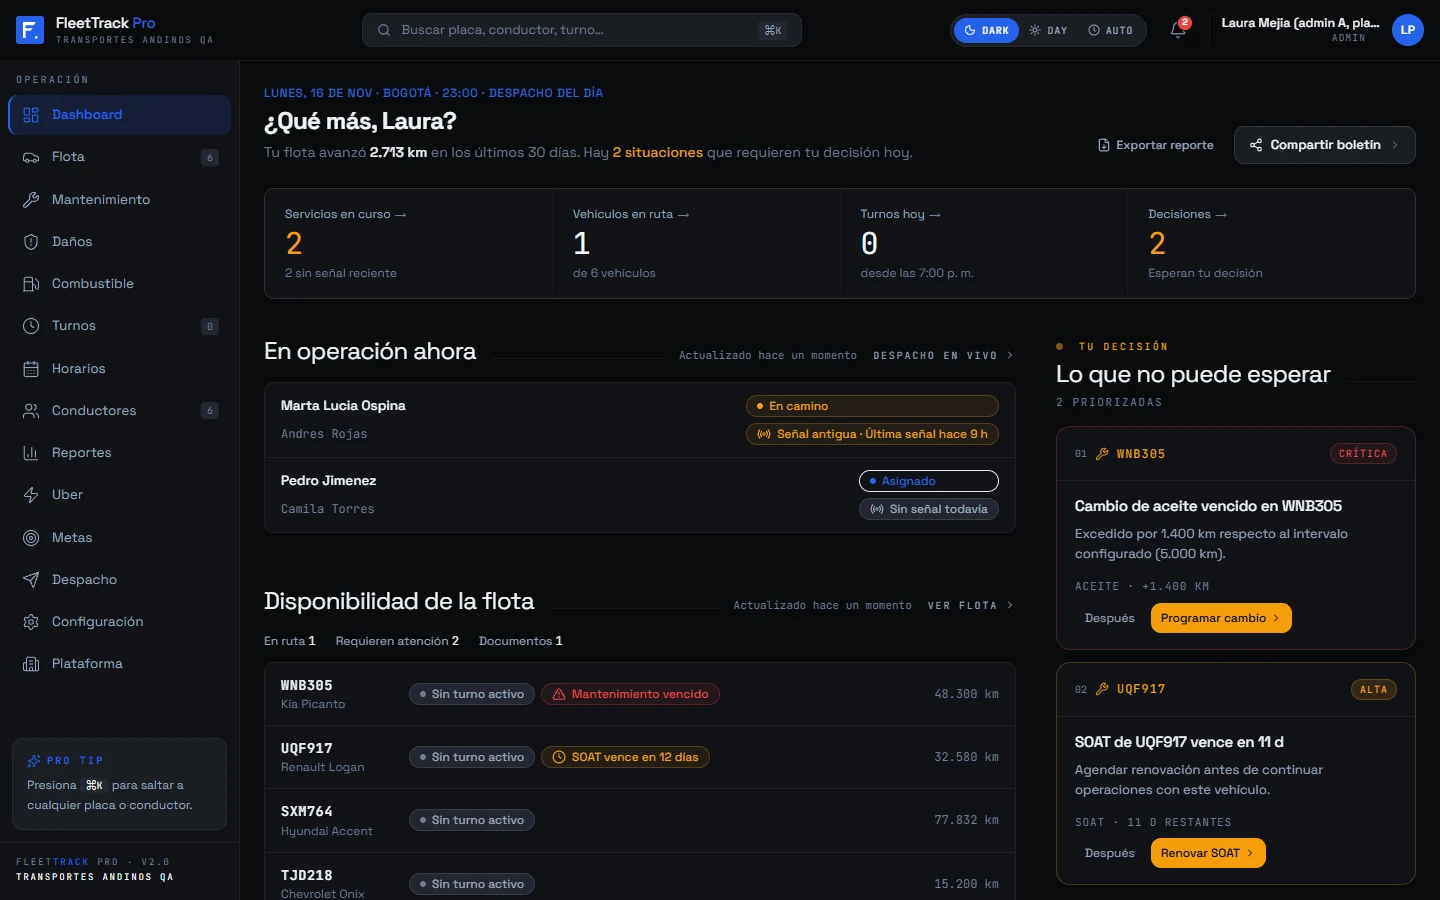 FleetTrack Pro
TRANSPORTES ANDINOS QA
Buscar placa, conductor, turno...
⌘K
DARK
DAY
AUTO
2
Laura Mejia (admin A, pla...
ADMIN
LP
OPERACIÓN
Dashboard
Flota
6
Mantenimiento
Daños
Combustible
Turnos
0
Horarios
Conductores
6
Reportes
Uber
Metas
Despacho
Configuración
Plataforma
PRO TIP
Presiona ⌘K para saltar a
cualquier placa o conductor.
FLEETTRACK PRO · V2.0
TRANSPORTES ANDINOS QA
LUNES, 16 DE NOV · BOGOTÁ · 23:00 · DESPACHO DEL DÍA
¿Qué más, Laura?
Tu flota avanzó 2.713 km en los últimos 30 días. Hay 2 situaciones que requieren tu decisión hoy.
Exportar reporte
Compartir boletín
Servicios en curso →
2
2 sin señal reciente
Vehículos en ruta →
1
de 6 vehículos
Turnos hoy →
0
desde las 7:00 p. m.
Decisiones →
2
Esperan tu decisión
En operación ahora
Actualizado hace un momento
DESPACHO EN VIVO
Marta Lucia Ospina
En camino
Andres Rojas
Señal antigua · Última señal hace 9 h
Pedro Jimenez
Asignado
Camila Torres
Sin señal todavía
Disponibilidad de la flota
Actualizado hace un momento
VER FLOTA
En ruta 1
Requieren atención 2
Documentos 1
WNB305
Kia Picanto
Sin turno activo
Mantenimiento vencido
48.300 km
UQF917
Renault Logan
Sin turno activo
SOAT vence en 12 días
32.580 km
SXM764
Hyundai Accent
Sin turno activo
77.832 km
TJD218
Chevrolet Onix
Sin turno activo
15.200 km
TU DECISIÓN
Lo que no puede esperar
2 PRIORIZADAS
01 WNB305
CRÍTICA
Cambio de aceite vencido en WNB305
Excedido por 1.400 km respecto al intervalo
configurado (5.000 km).
ACEITE · +1.400 KM
Después
Programar cambio
02 UQF917
ALTA
SOAT de UQF917 vence en 11 d
Agendar renovación antes de continuar
operaciones con este vehículo.
SOAT · 11 D RESTANTES
Después
Renovar SOAT